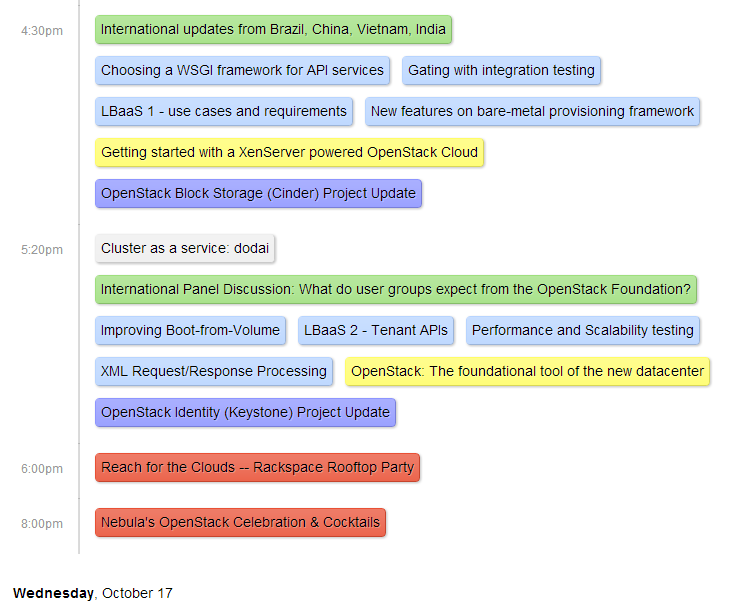 4:30pm International updates from Brazil, China, Vietnam, India
Choosing a WSGI framework for API services Gating with integration testing
LBaaS 1 - use cases and requirements New features on bare-metal provisioning framework
Getting started with a XenServer powered OpenStack Cloud
OpenStack Block Storage (Cinder) Project Update
5:20pm Cluster as a service: dodai
International Panel Discussion: What do user groups expect from the OpenStack Foundation?
Improving Boot-from-Volume LBaaS 2 - Tenant APIs Performance and Scalability testing
XML Request/Response Processing OpenStack: The foundational tool of the new datacenter
OpenStack Identity (Keystone) Project Update
6:00pm Reach for the Clouds -- Rackspace Rooftop Party
8:00pm Nebula's OpenStack Celebration & Cocktails
Wednesday, October 17